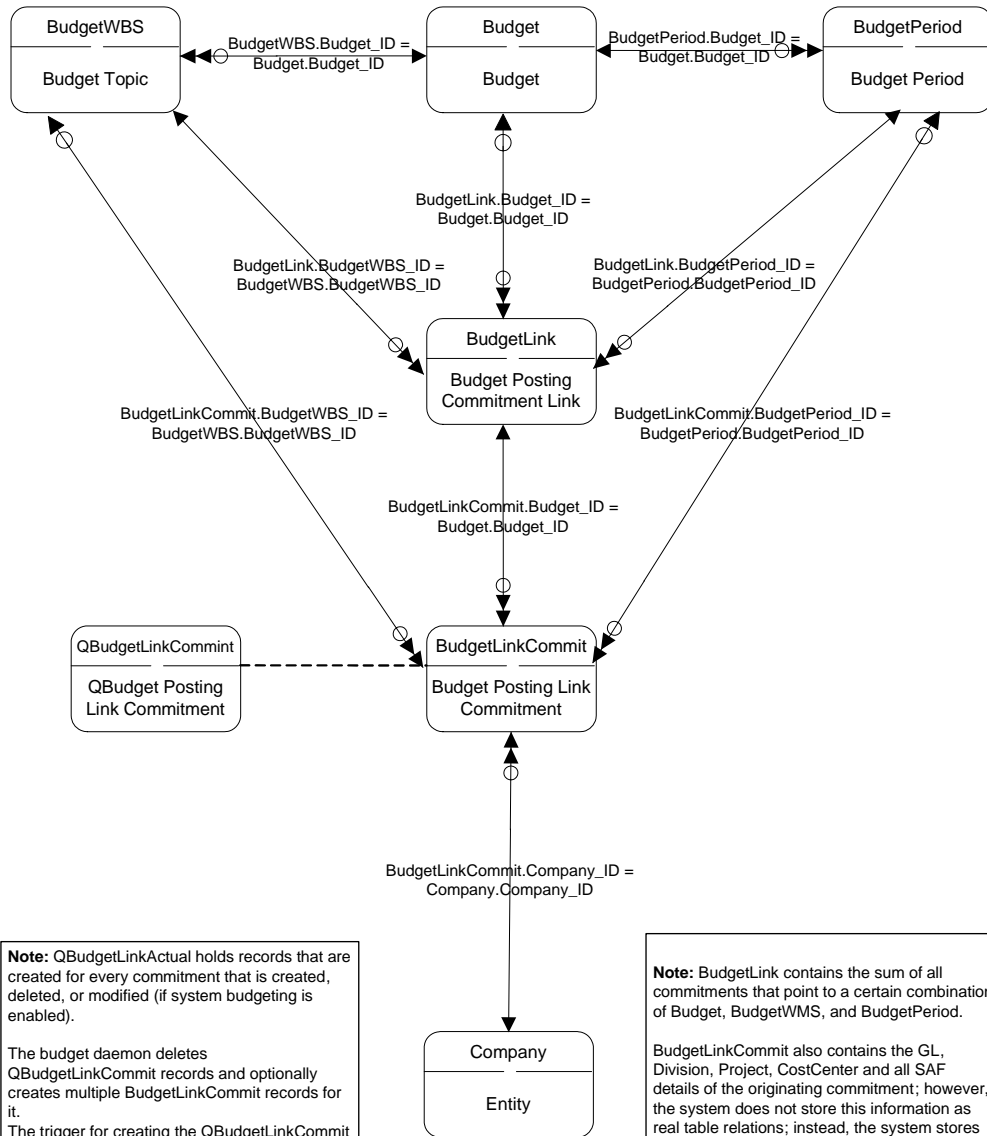 BudgetWBS
Budget Topic
BudgetWBS.Budget_ID =
Budget.Budget_ID
Budget
Budget
BudgetPeriod.Budget_ID =
Budget.Budget_ID
BudgetPeriod
Budget Period
BudgetLink.Budget_ID =
Budget.Budget_ID
BudgetLink.BudgetWBS_ID =
BudgetWBS.BudgetWBS_ID
BudgetLink.BudgetPeriod_ID =
BudgetPeriod.BudgetPeriod_ID
BudgetLink
Budget Posting
Commitment Link
BudgetLinkCommit.BudgetWBS_ID =
BudgetWBS.BudgetWBS_ID
BudgetLinkCommit.BudgetPeriod_ID =
BudgetPeriod.BudgetPeriod_ID
BudgetLinkCommit.Budget_ID =
Budget.Budget_ID
QBudgetLinkCommint
QBudget Posting
Link Commitment
BudgetLinkCommit
Budget Posting Link
Commitment
BudgetLinkCommit.Company_ID =
Company.Company_ID
Note: QBudgetLinkActual holds records that are
created for every commitment that is created,
deleted, or modified (if system budgeting is
enabled).
The budget daemon deletes
QBudgetLinkCommit records and optionally
creates multiple BudgetLinkCommit records for
it.
The trigger for creating the QBudgetLinkCommit
Company
Entity
Note: BudgetLink contains the sum of all
commitments that point to a certain combination
of Budget, BudgetWMS, and BudgetPeriod.
BudgetLinkCommit also contains the GL,
Division, Project, CostCenter and all SAF
details of the originating commitment; however,
the system does not store this information as
real table relations; instead, the system stores